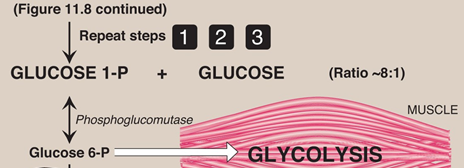 (Figure 11.8 continued)
Repeat steps 1 2 3
GLUCOSE 1-P + GLUCOSE (Ratio ~8:1)
MUSCLE
Phosphoglucomutase
Glucose 6-P GLYCOLYSIS